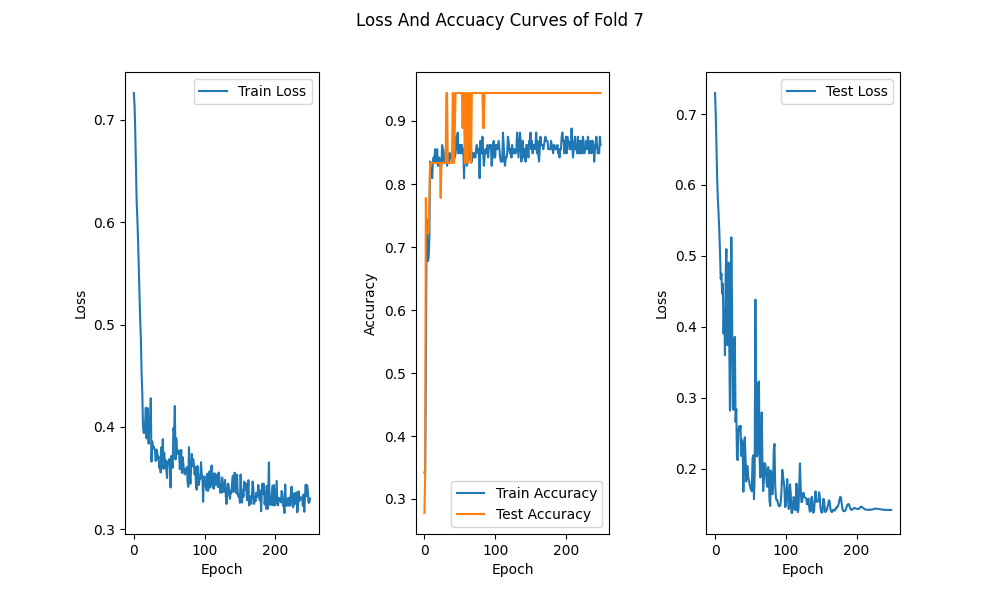 Loss And Accuacy Curves of Fold 7
Train Loss
0.7
0.6
0.5
0.4
0.3
Loss
0
100
200
Epoch
0.9
0.8
0.7
0.6
0.5
0.4
0.3
Accuracy
Train Accuracy
Test Accuracy
0
100
200
Epoch
Test Loss
0.7
0.6
0.5
0.4
0.3
0.2
Loss
0
100
200
Epoch